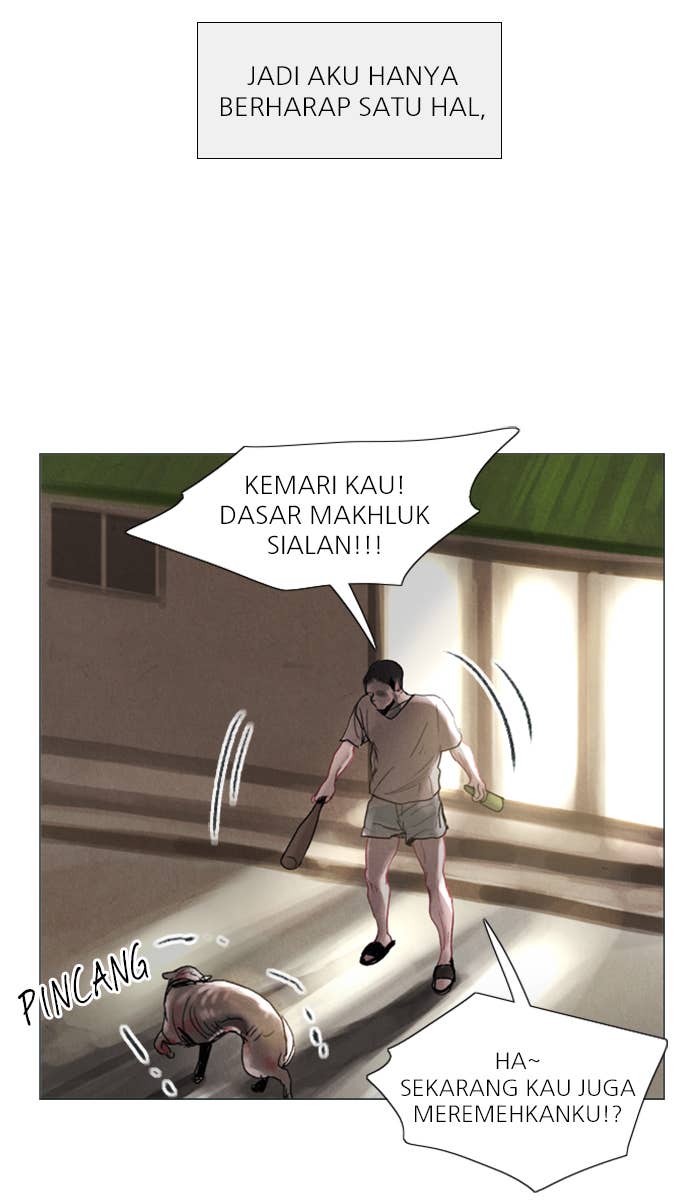 JADI AKU HANYA
BERHARAP SATU HAL,
KEMARI KAU!
DASAR MAKHLUK
SIALAN!!!
PINCANG
HA~
SEKARANG KAU JUGA
MEREMEHKANKU!?